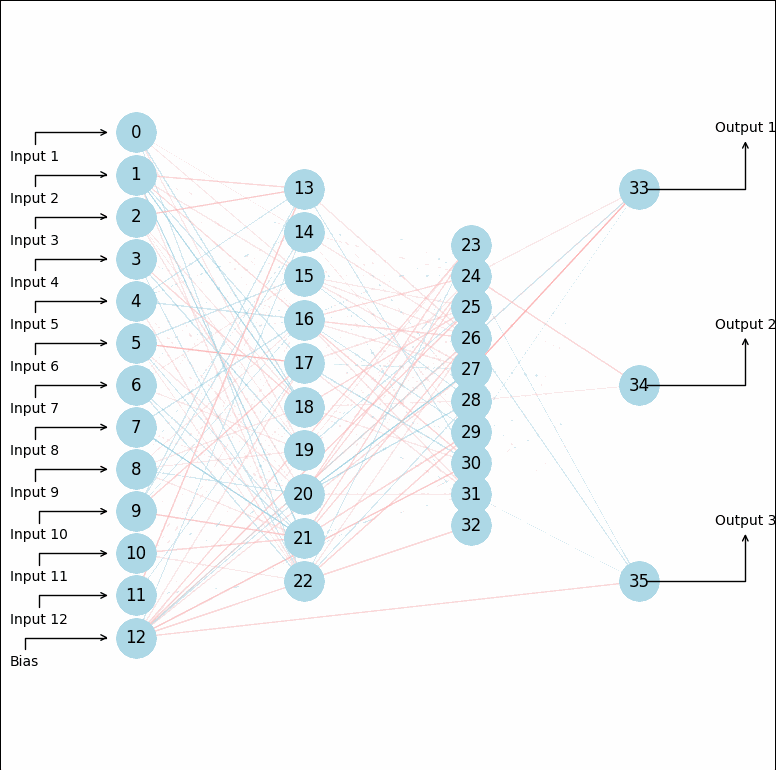 0
Input 1
1
Input 2
2
Input 3
3
Input 4
4
Input 5
5
Input 6
6
Input 7
7
Input 8
8
Input 9
9
Input 10
10
Input 11
11
Input 12
12
Bias
13
14
15
16
17
18
19
20
21
22
23
24
25
26
27
28
29
30
31
32
Output 1
33
Output 2
34
Output 3
35